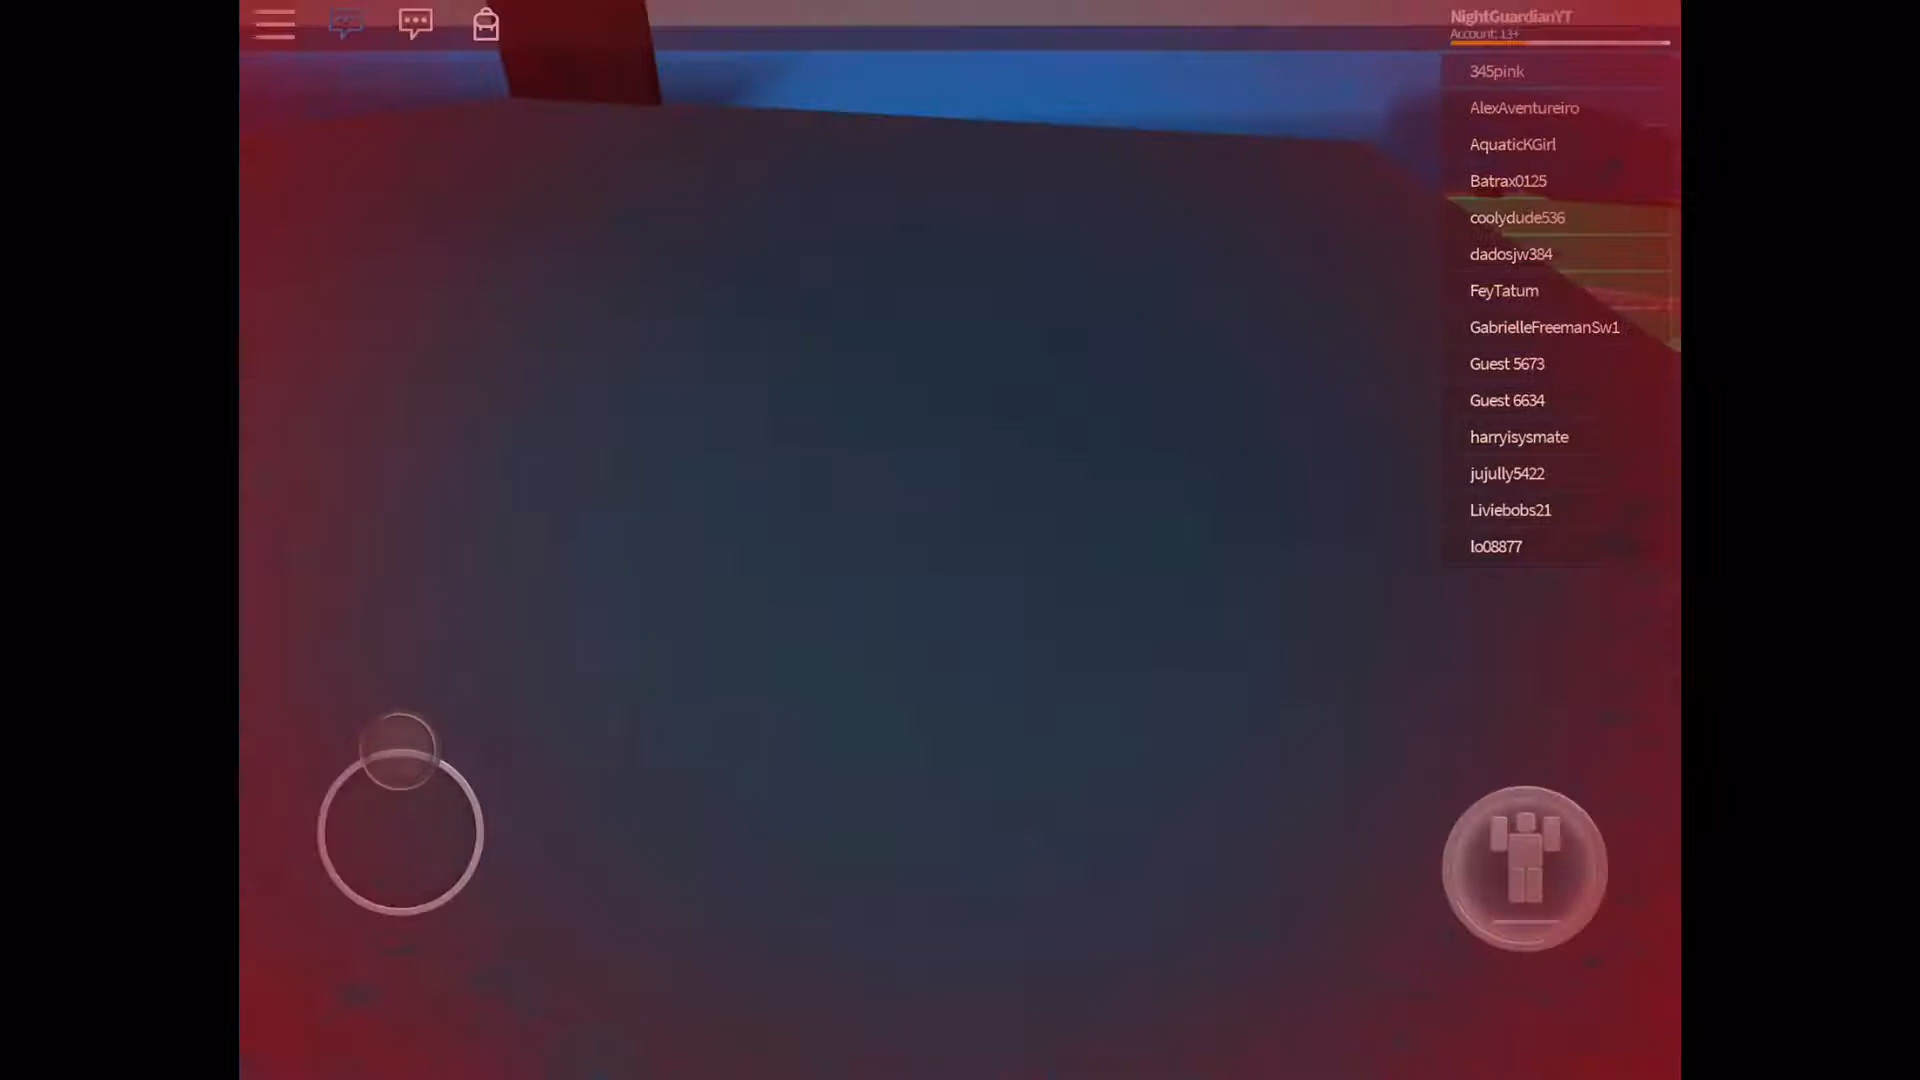 NightGuardianYT
Account: 13+
345pink
AlexAventureiro
AquaticKGirl
Batrax0125
coolydude536
dadosjw384
FeyTatum
GabrielleFreemanSw1
Guest 5673
Guest 6634
harryisysmate
jujully5422
Liviebobs21
lo08877